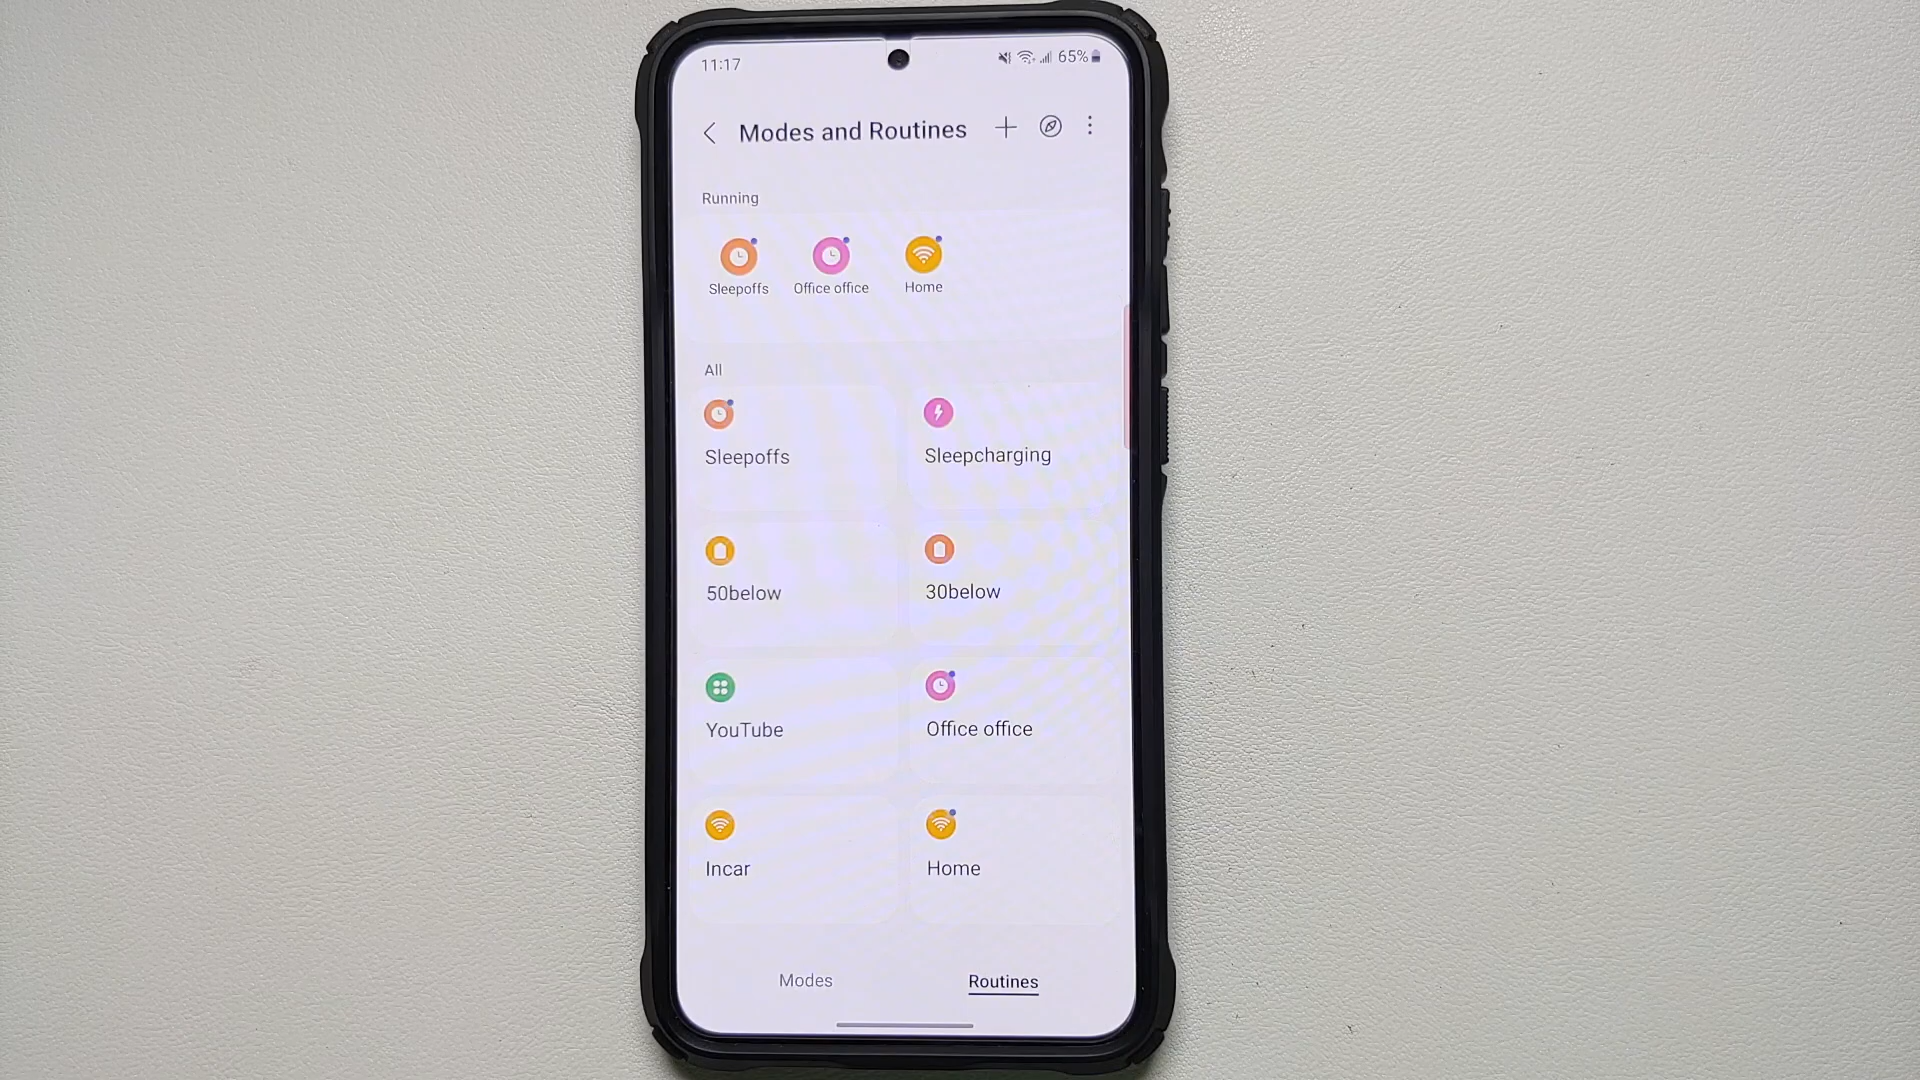 11:17
65%
Modes and Routines
Running
Sleepoffs
Office office
Home
All
Sleepoffs
Sleepcharging
50below
30below
YouTube
Office office
Incar
Home
Modes
Routines